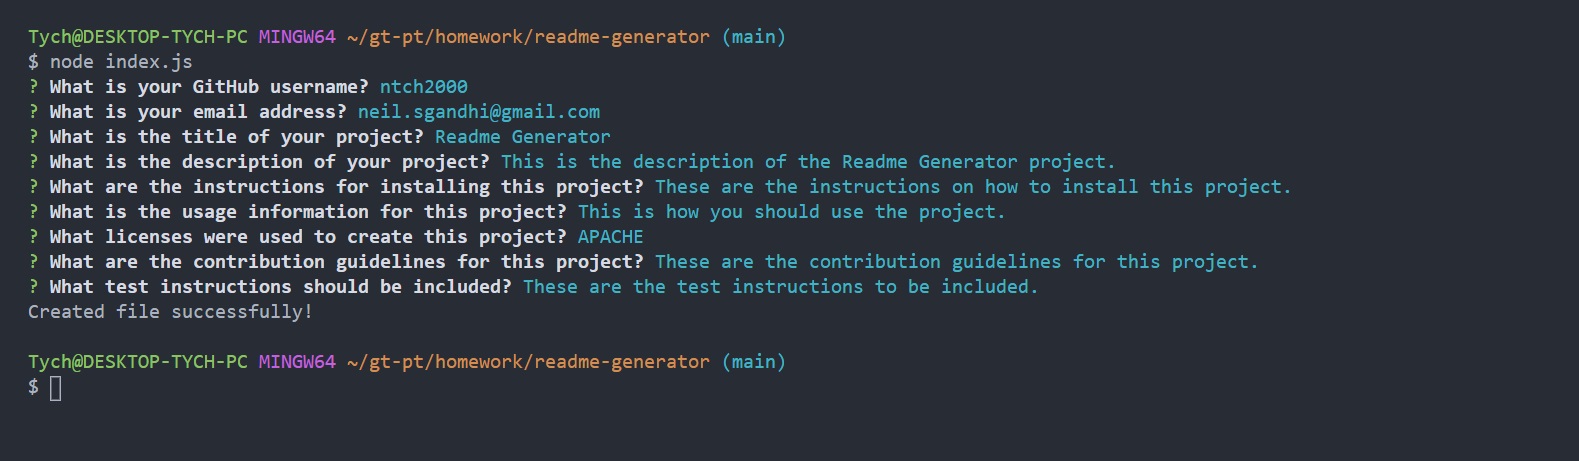 Tych@DESKTOP-TYCH-PC MINGW64 ~/gt-pt/homework/readme-generator (main)
$ node index.js
? What is your GitHub username? ntch2000
? What is your email address? neil.sgandhi@gmail.com
? What is the title of your project? Readme Generator
? What is the description of your project? This is the description of the Readme Generator project.
? What are the instructions for installing this project? These are the instructions on how to install this project.
? What is the usage information for this project? This is how you should use the project.
? What licenses were used to create this project? APACHE
? What are the contribution guidelines for this project? These are the contribution guidelines for this project.
? What test instructions should be included? These are the test instructions to be included.
Created file successfully!
Tych@DESKTOP-TYCH-PC MINGW64 ~/gt-pt/homework/readme-generator (main)
$